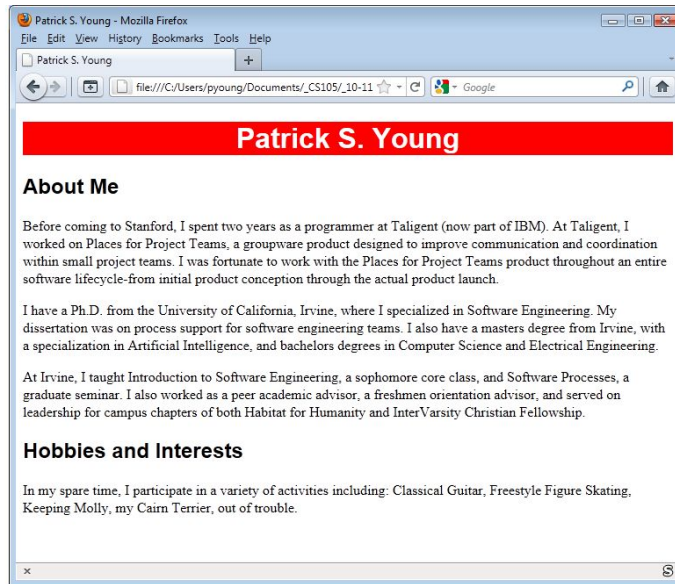 Patrick S. Young - Mozilla Firefox
File Edit View History Bookmarks Tools Help
Patrick S. Young
file:///C:/Users/pyoung/Documents/_CS105/_10-11
Google
Patrick S. Young
About Me
Before coming to Stanford, I spent two years as a programmer at Taligent (now part of IBM). At Taligent, I
worked on Places for Project Teams, a groupware product designed to improve communication and coordination
within small project teams. I was fortunate to work with the Places for Project Teams product throughout an entire
software lifecycle-from initial product conception through the actual product launch.
I have a Ph.D. from the University of California, Irvine, where I specialized in Software Engineering. My
dissertation was on process support for software engineering teams. I also have a masters degree from Irvine, with
a specialization in Artificial Intelligence, and bachelors degrees in Computer Science and Electrical Engineering.
At Irvine, I taught Introduction to Software Engineering, a sophomore core class, and Software Processes, a
graduate seminar. I also worked as a peer academic advisor, a freshmen orientation advisor, and served on
leadership for campus chapters of both Habitat for Humanity and InterVarsity Christian Fellowship.
Hobbies and Interests
In my spare time, I participate in a variety of activities including: Classical Guitar, Freestyle Figure Skating,
Keeping Molly, my Cairn Terrier, out of trouble.